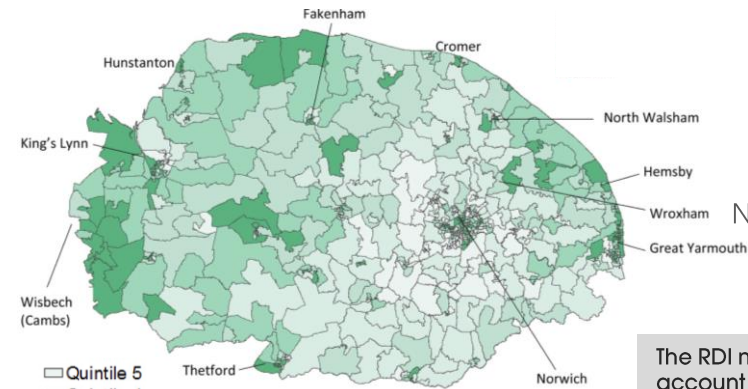 Fakenham
Cromer
Hunstanton
North Walsham
King's Lynn
Hemsby
Wroxham
N
Great Yarmouth
Wisbech
(Cambs)
The RDI m
account
Quintile 5
Thetford
Norwich